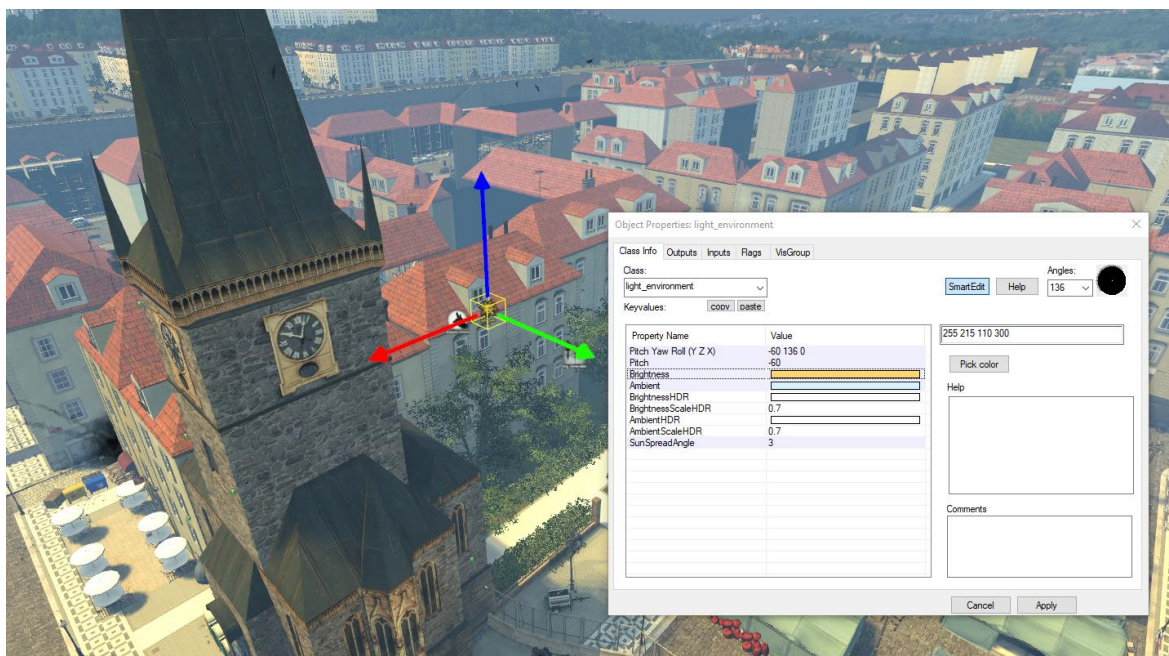 Object Properties: light_environment
Class Info Outputs Inputs Flags VisGroup
Class:
light_environment
SmartEdit Help
Angles:
136
Keyvalues: copy paste
Property Name Value
Pitch Yaw Roll (Y Z X) -60 136 0
Pitch -60
Brightness
Ambient
BrightnessHDR
BrightnessScaleHDR 0.7
AmbientHDR
AmbientScaleHDR 0.7
SunSpreadAngle 3
255 215 110 300
Pick color
Help
Comments
Cancel Apply